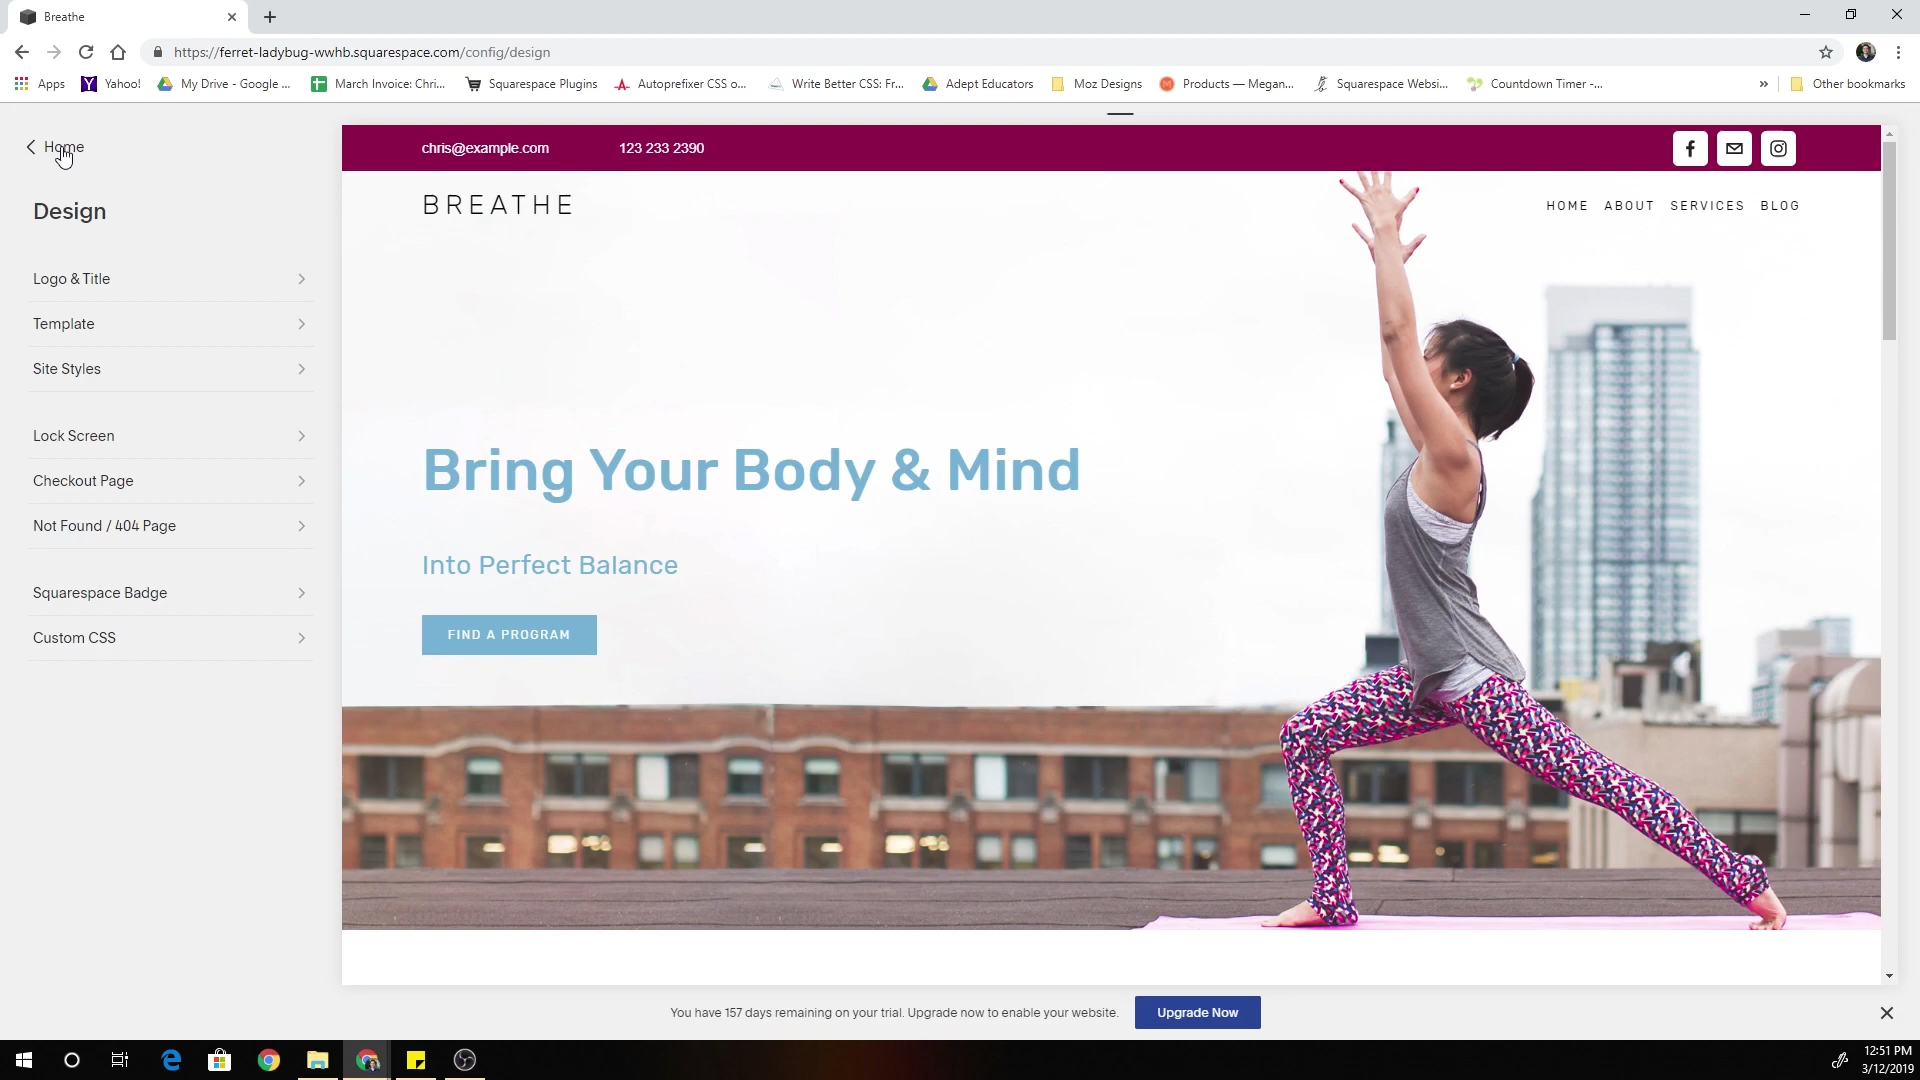 Breathe
https://ferret-ladybug-wwhb.squarespace.com/config/design
Apps
Yahoo!
My Drive - Google ...
March Invoice: Chri...
Squarespace Plugins
Autoprefixer CSS o...
Write Better CSS: Fr...
Adept Educators
Moz Designs
Products — Megan...
Squarespace Websi...
Countdown Timer -...
»
Other bookmarks
Home
Design
Logo & Title
Template
Site Styles
Lock Screen
Checkout Page
Not Found / 404 Page
Squarespace Badge
Custom CSS
chris@example.com 123 233 2390
BREATHE
HOME ABOUT SERVICES BLOG
Bring Your Body & Mind
Into Perfect Balance
FIND A PROGRAM
You have 157 days remaining on your trial. Upgrade now to enable your website.
Upgrade Now
12:51 PM
3/12/2019